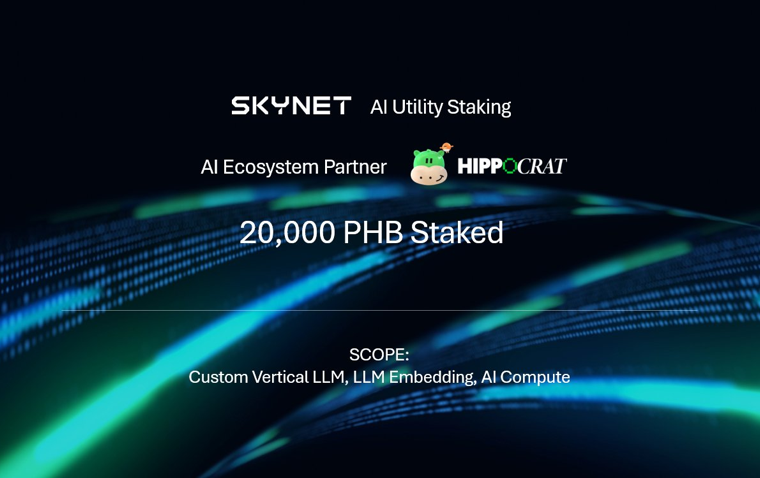 SKYNET AI Utility Staking
AI Ecosystem Partner HIPPOCRAT
20,000 PHB Staked
SCOPE:
Custom Vertical LLM, LLM Embedding, AI Compute